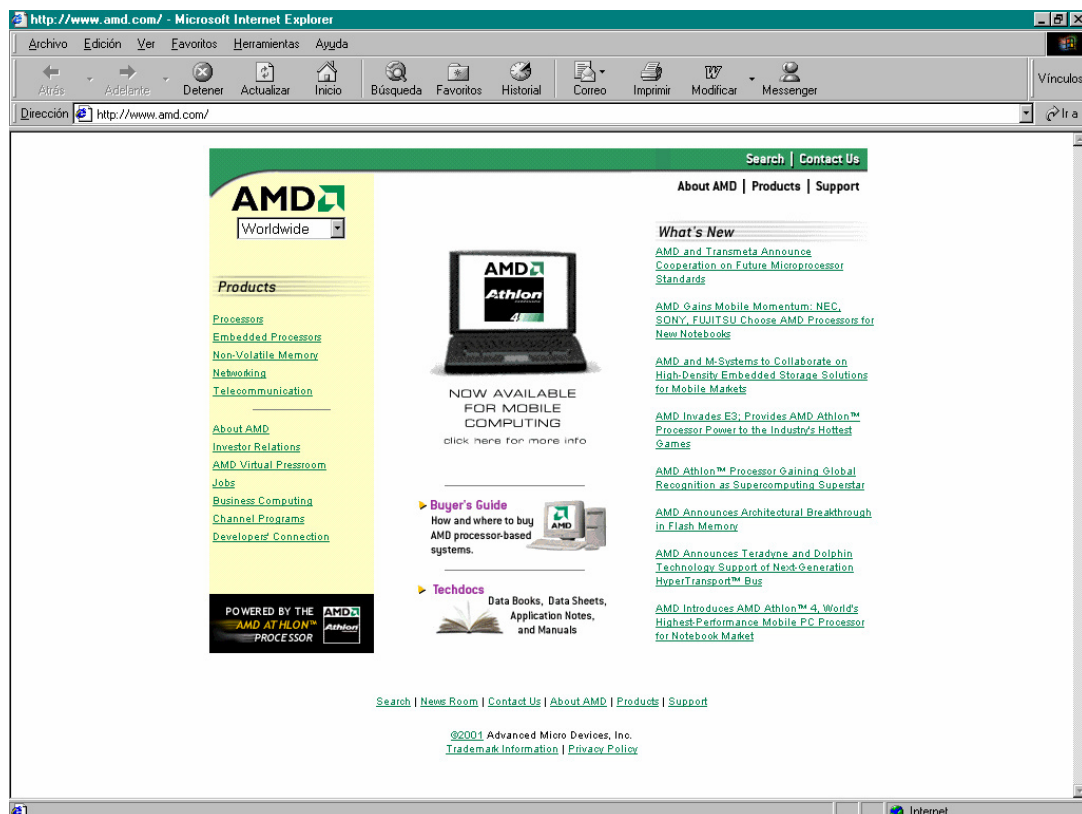 http://www.amd.com/ - Microsoft Internet Explorer
Archivo Edición Ver Favoritos Herramientas Ayuda
Atrás Adelante Detener Actualizar Inicio Búsqueda Favoritos Historial Correo Imprimir Modificar Messenger Vínculos
Dirección http://www.amd.com/ Ir a
Search | Contact Us
About AMD | Products | Support
AMD
Worldwide
Products
Processors
Embedded Processors
Non-Volatile Memory
Networking
Telecommunication
About AMD
Investor Relations
AMD Virtual Pressroom
Jobs
Business Computing
Channel Programs
Developers' Connection
POWERED BY THE
AMD ATHLON™
PROCESSOR
AMD
Athlon
AMD
Athlon
4
NOW AVAILABLE
FOR MOBILE
COMPUTING
click here for more info
Buyer's Guide
How and where to buy
AMD processor-based
systems.
AMD
Techdocs
Data Books, Data Sheets,
Application Notes,
and Manuals
What's New
AMD and Transmeta Announce
Cooperation on Future Microprocessor
Standards
AMD Gains Mobile Momentum: NEC,
SONY, FUJITSU Choose AMD Processors for
New Notebooks
AMD and M-Systems to Collaborate on
High-Density Embedded Storage Solutions
for Mobile Markets
AMD Invades E3; Provides AMD Athlon™
Processor Power to the Industry's Hottest
Games
AMD Athlon™ Processor Gaining Global
Recognition as Supercomputing Superstar
AMD Announces Architectural Breakthrough
in Flash Memory
AMD Announces Teradyne and Dolphin
Technology Support of Next-Generation
HyperTransport™ Bus
AMD Introduces AMD Athlon™ 4, World's
Highest-Performance Mobile PC Processor
for Notebook Market
Search | News Room | Contact Us | About AMD | Products | Support
©2001 Advanced Micro Devices, Inc.
Trademark Information | Privacy Policy
Internet